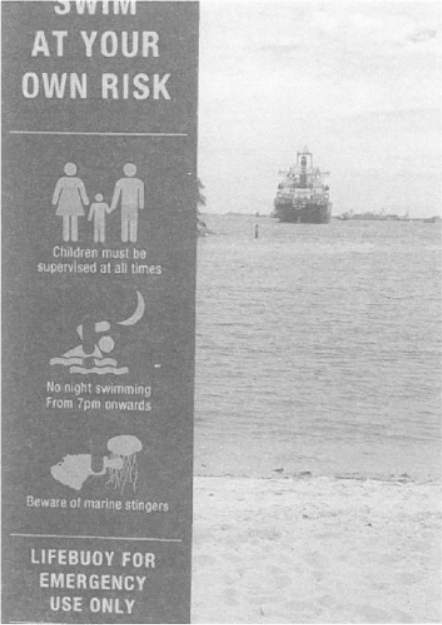 SWIM
AT YOUR
OWN RISK
Children must be
supervised at all times
No night swimming
From 7pm onwards
Beware of marine stingers
LIFEBUOY FOR
EMERGENCY
USE ONLY